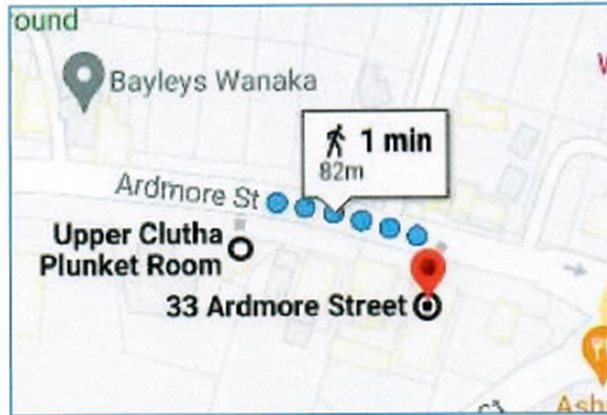 ound
Bayleys Wanaka
1 min
82m
Ardmore St
Upper Clutha
Plunket Room
33 Ardmore Street